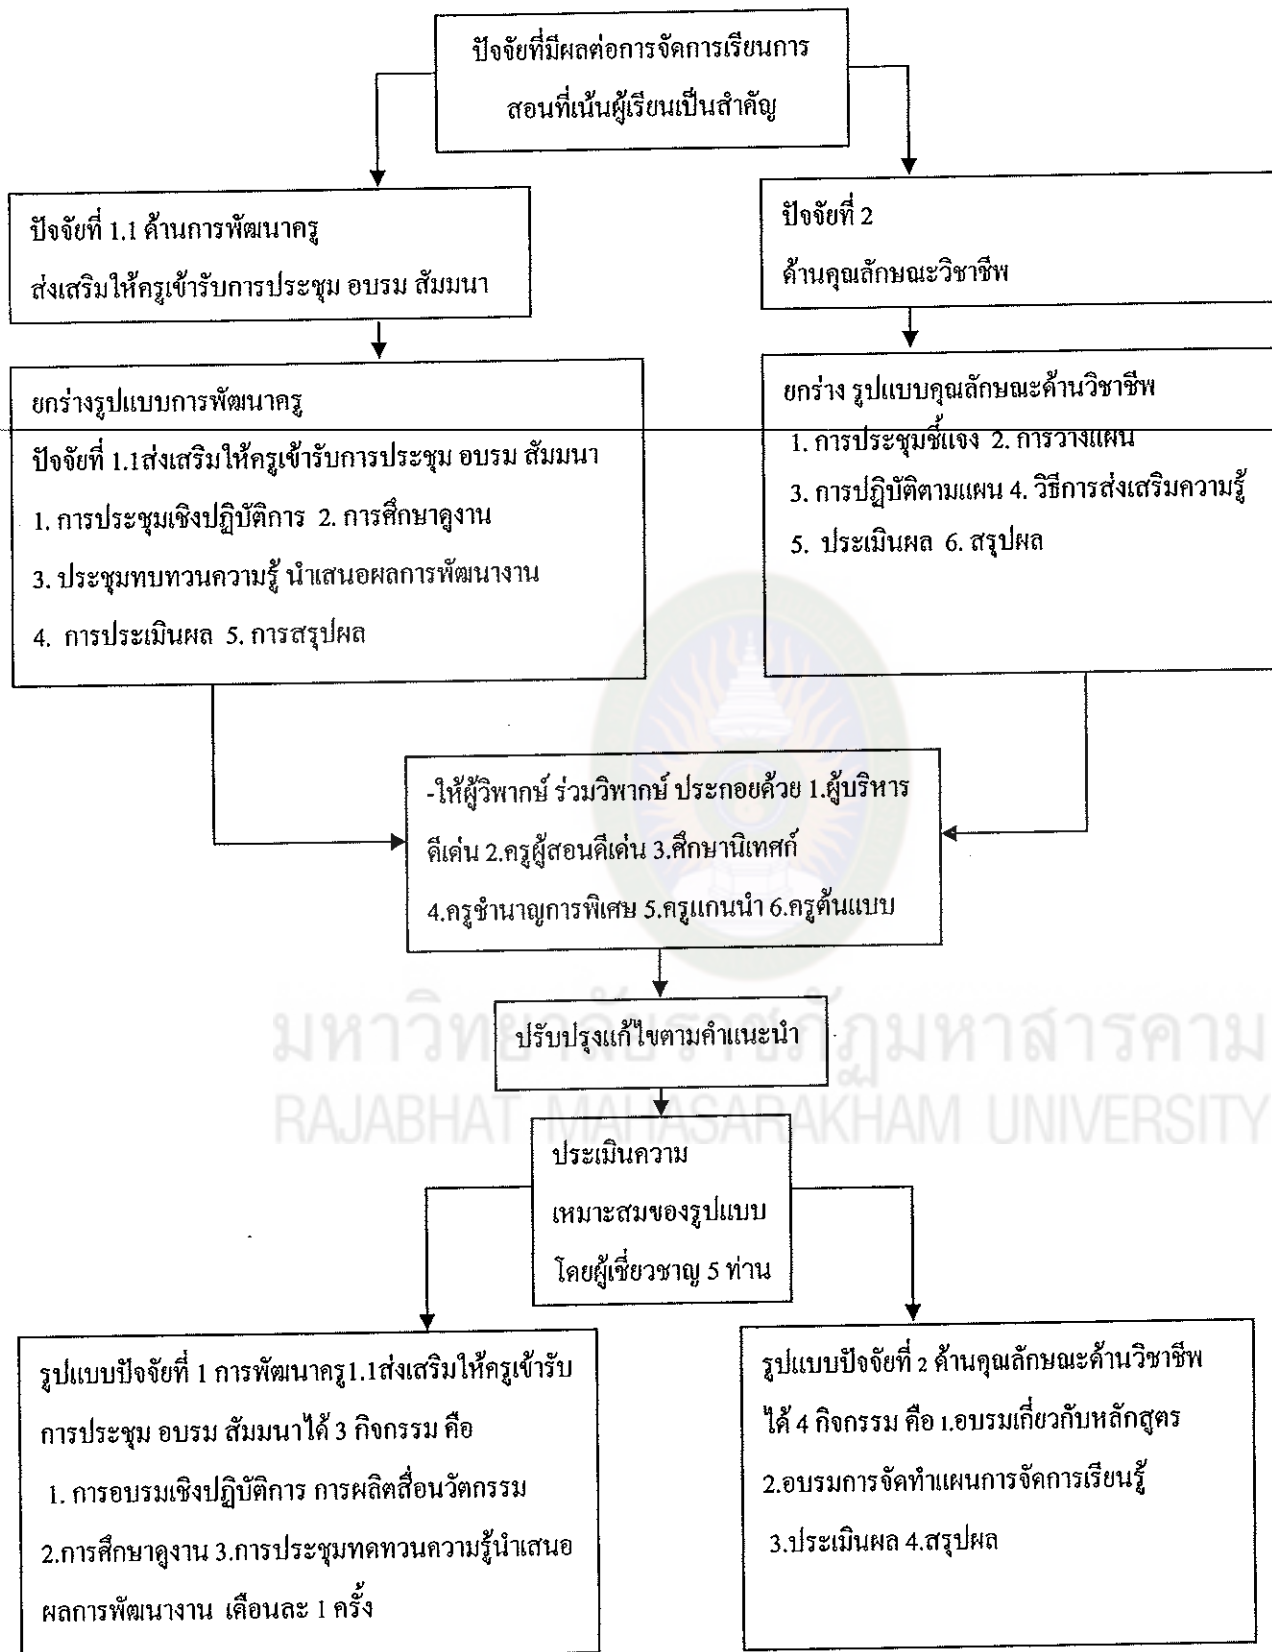 ปัจจัยที่มีผลต่อการจัดการเรียนการ
สอนที่เน้นผู้เรียนเป็นสำคัญ
ปัจจัยที่ 1.1 ด้านการพัฒนาครู
ส่งเสริมให้ครูเข้ารับการประชุม อบรม สัมมนา
ปัจจัยที่ 2
ด้านคุณลักษณะวิชาชีพ
ยกร่างรูปแบบการพัฒนาครู
ปัจจัยที่ 1.1ส่งเสริมให้ครูเข้ารับการประชุม อบรม สัมมนา
1. การประชุมเชิงปฏิบัติการ 2. การศึกษาดูงาน
3. ประชุมทบทวนความรู้ นำเสนอผลการพัฒนางาน
4. การประเมินผล 5. การสรุปผล
ยกร่าง รูปแบบคุณลักษณะด้านวิชาชีพ
1. การประชุมชี้แจง 2. การวางแผน
3. การปฏิบัติตามแผน 4. วิธีการส่งเสริมความรู้
5. ประเมินผล 6. สรุปผล
-ให้ผู้วิพากษ์ ร่วมวิพากษ์ ประกอยด้วย 1.ผู้บริหาร
ดีเด่น 2.ครูผู้สอนดีเด่น 3.ศึกษานิเทศก์
4.ครูชำนาญการพิเศษ 5.ครูแกนนำ 6.ครูต้นแบบ
ปรับปรุงแก้ไขตามคำแนะนำ
มหาวิทยาลัยราชภัฏมหาสารคาม
RAJABHAT MAHASARAKHAM UNIVERSITY
ประเมินความ
เหมาะสมของรูปแบบ
โดยผู้เชี่ยวชาญ 5 ท่าน
รูปแบบปัจจัยที่ 1 การพัฒนาครู1.1ส่งเสริมให้ครูเข้ารับ
การประชุม อบรม สัมมนาได้ 3 กิจกรรม คือ
1. การอบรมเชิงปฏิบัติการ การผลิตสื่อนวัตกรรม
2.การศึกษาดูงาน 3.การประชุมทดทวนความรู้นำเสนอ
ผลการพัฒนางาน เดือนละ 1 ครั้ง
รูปแบบปัจจัยที่ 2 ด้านคุณลักษณะด้านวิชาชีพ
ได้ 4 กิจกรรม คือ 1.อบรมเกี่ยวกับหลักสูตร
2.อบรมการจัดทำแผนการจัดการเรียนรู้
3.ประเมินผล 4.สรุปผล